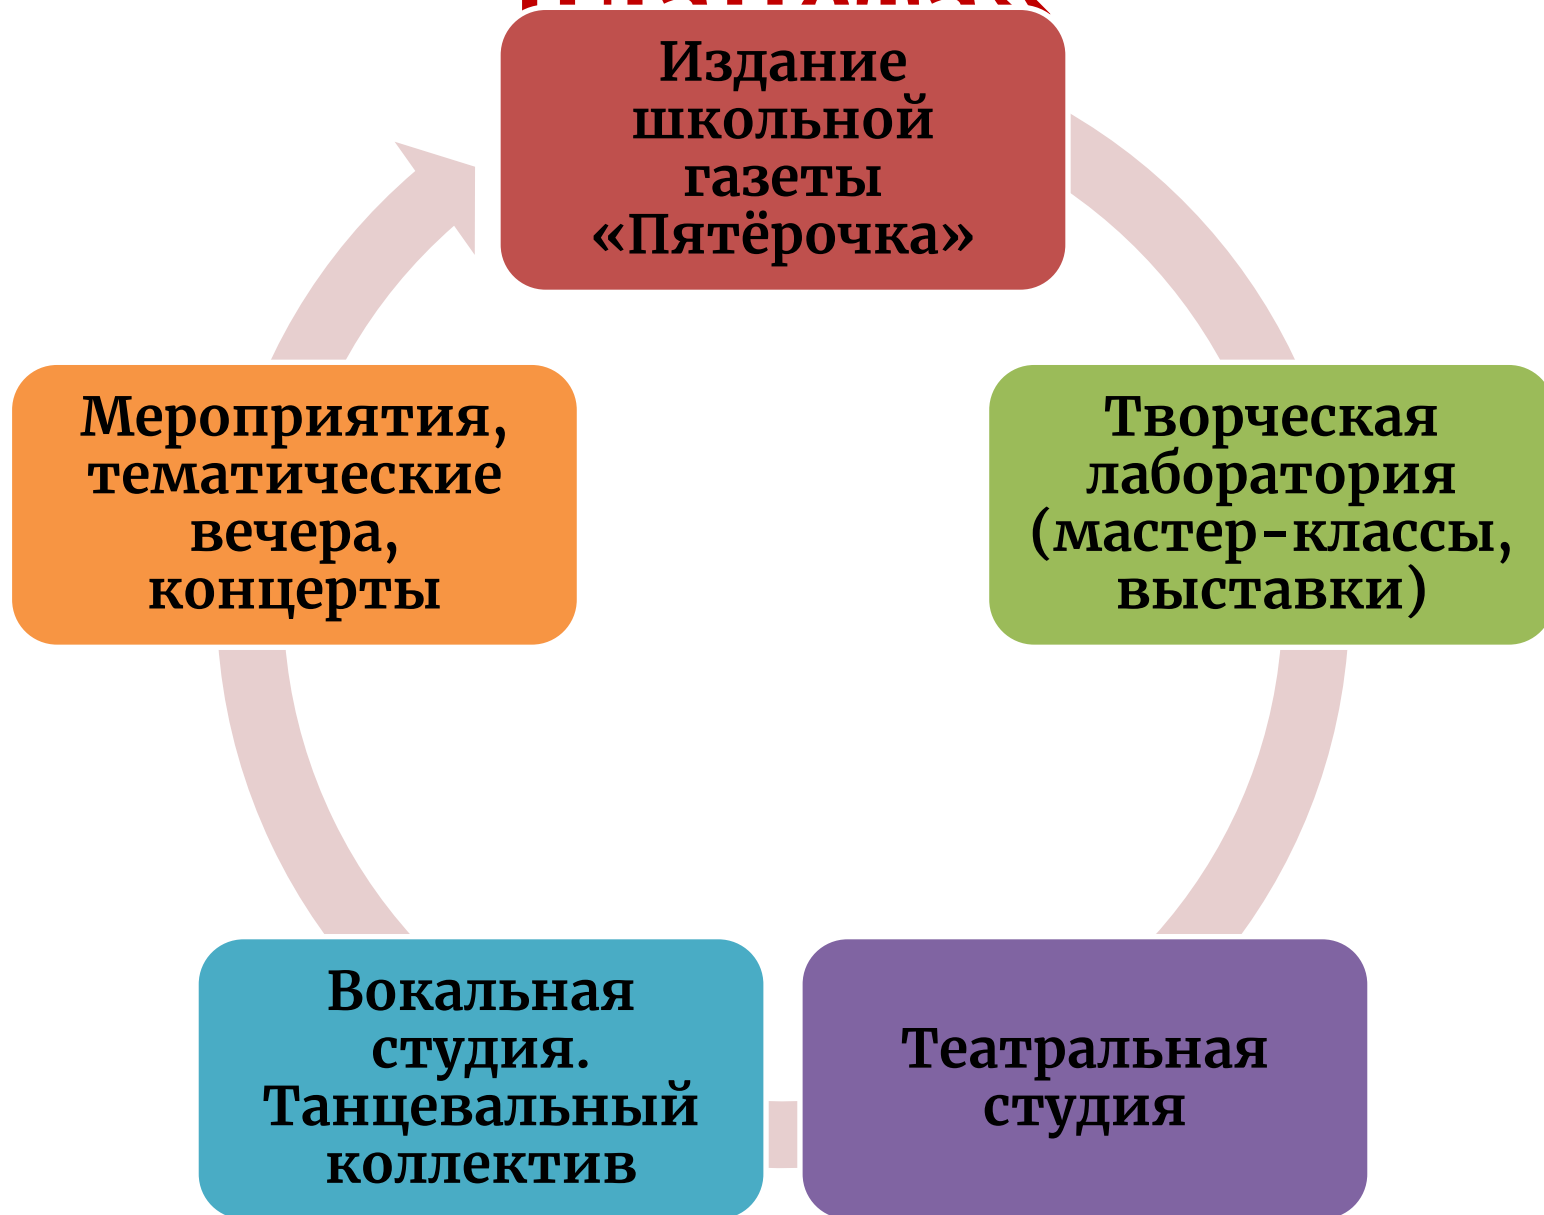 Издание
школьной
газеты
«Пятёрочка»
Творческая
лаборатория
(мастер-классы,
выставки)
Театральная
студия
Вокальная
студия.
Танцевальный
коллектив
Мероприятия,
тематические
вечера,
концерты